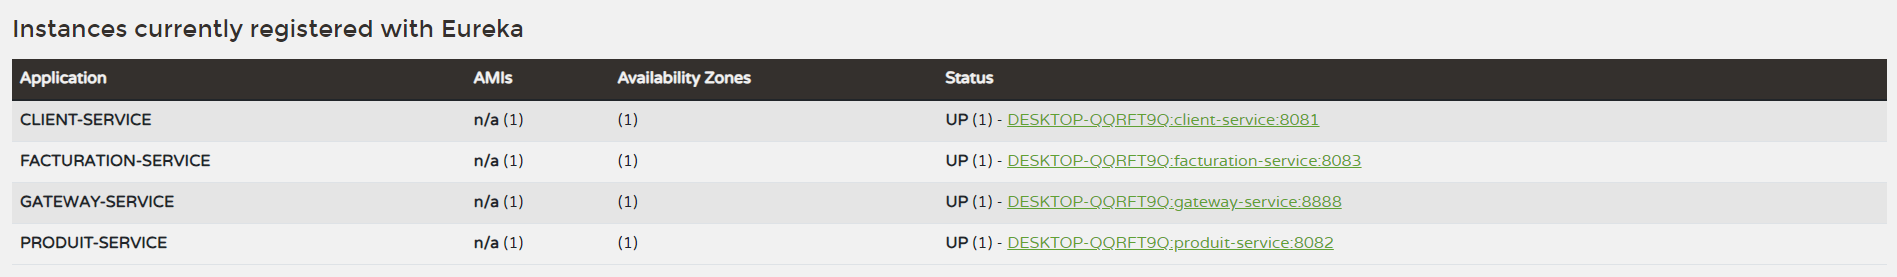 Instances currently registered with Eureka
Application AMIs Availability Zones Status
CLIENT-SERVICE n/a (1) (1) UP (1) - DESKTOP-QQRFT9Q:client-service:8081
FACTURATION-SERVICE n/a (1) (1) UP (1) - DESKTOP-QQRFT9Q:facturation-service:8083
GATEWAY-SERVICE n/a (1) (1) UP (1) - DESKTOP-QQRFT9Q:gateway-service:8888
PRODUIT-SERVICE n/a (1) (1) UP (1) - DESKTOP-QQRFT9Q:produit-service:8082